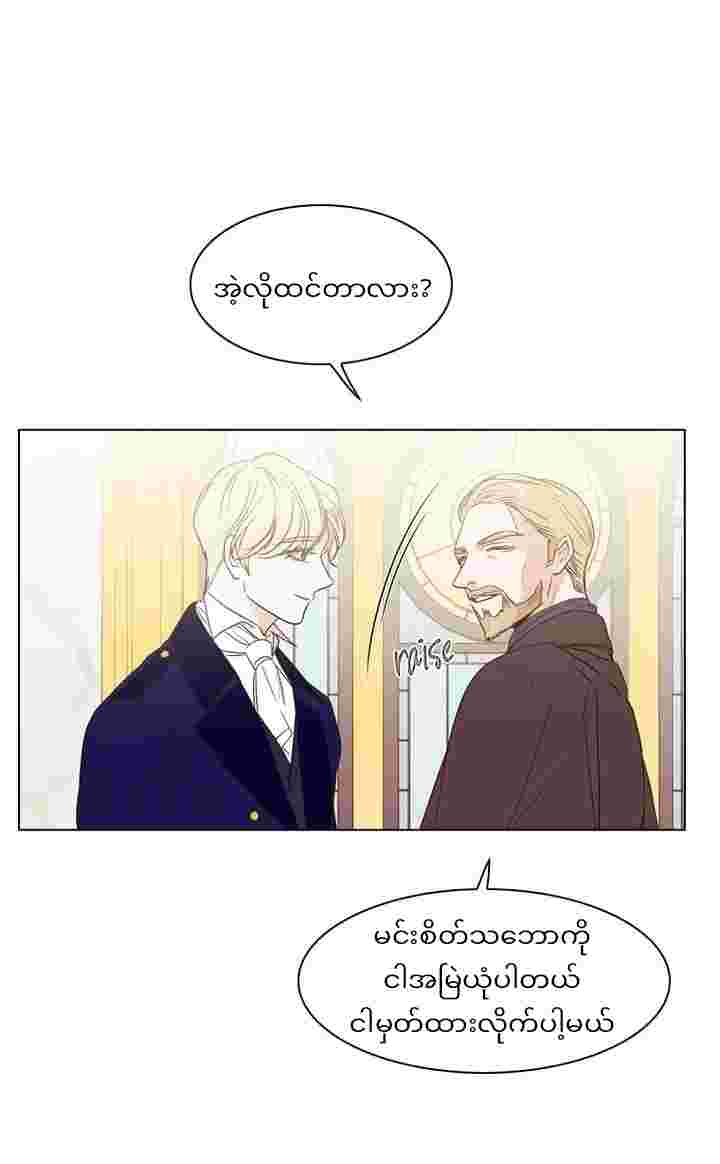 အဲ့လိုထင်တာလား?
raise
မင်းစိတ်သဘောကို
ငါအမြဲယုံပါတယ်
ငါမှတ်ထားလိုက်ပါ့မယ်